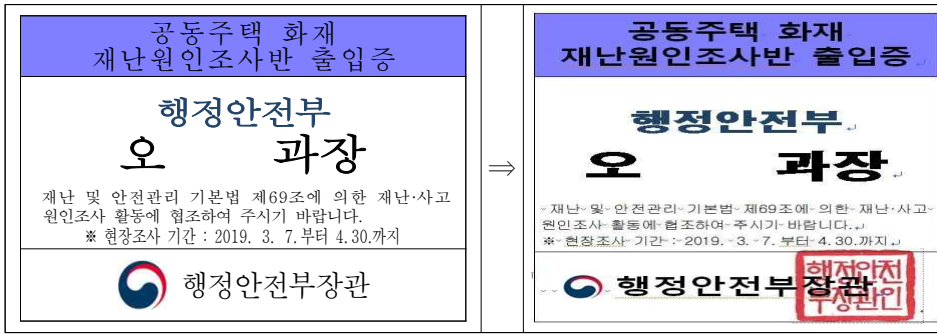 공동주택 화재
재난원인조사반 출입증
행정안전부
오 과장
재난 및 안전관리 기본법 제69조에 의한 재난·사고
원인조사 활동에 협조하여 주시기 바랍니다.
※ 현장조사 기간 : 2019. 3. 7.부터 4.30.까지
행정안전부장관
⇒
공동주택 화재
재난원인조사반 출입증
행정안전부
오 과장
재난 및 안전관리 기본법 제69조에 의한 재난·사고
원인조사 활동에 협조하여 주시기 바랍니다.
※ 현장조사 기간 : 2019. 3. 7. 부터 4.30.까지
행정안전부장관
행정안전
부장관인